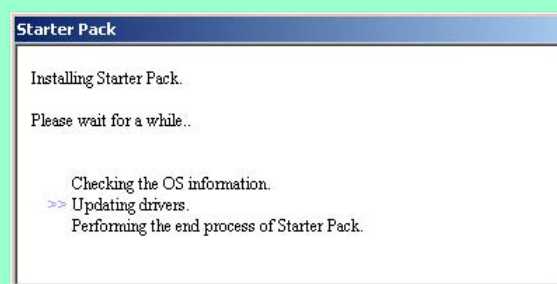 Starter Pack
Installing Starter Pack.
Please wait for a while..
Checking the OS information.
>> Updating drivers.
Performing the end process of Starter Pack.